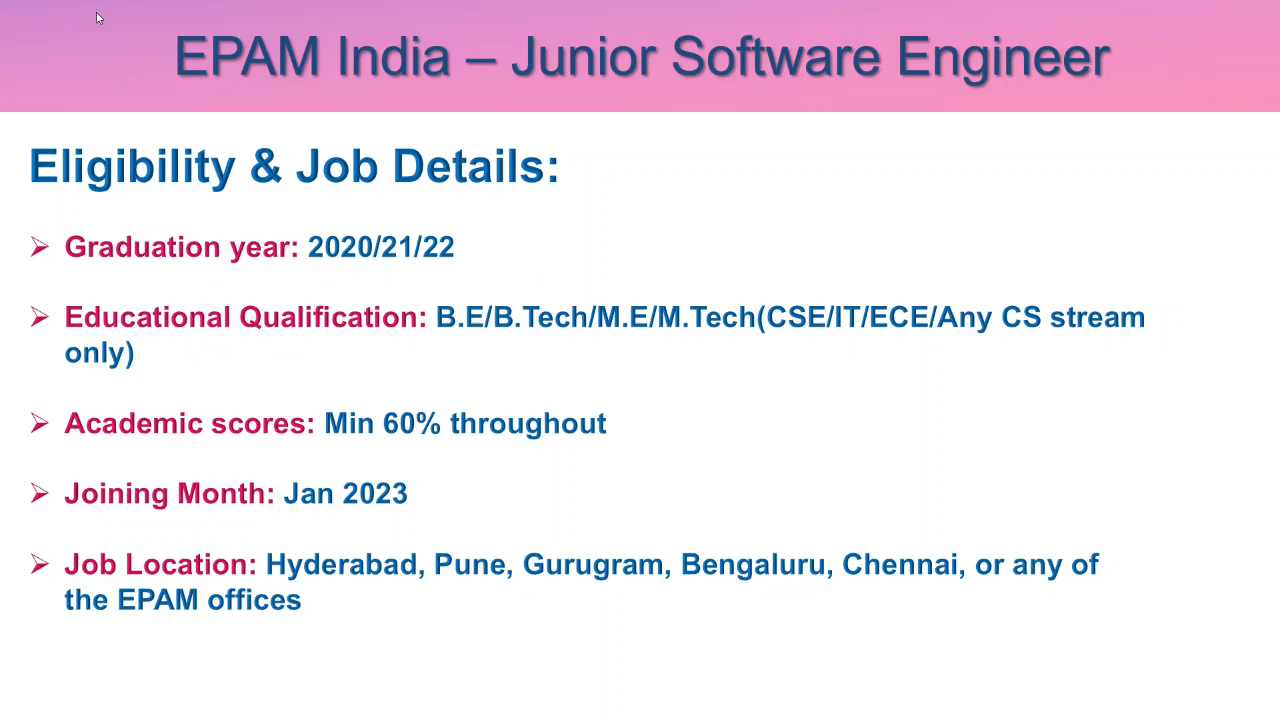 EPAM India – Junior Software Engineer
Eligibility & Job Details:
➢ Graduation year: 2020/21/22
➢ Educational Qualification: B.E/B.Tech/M.E/M.Tech(CSE/IT/ECE/Any CS stream
only)
➢ Academic scores: Min 60% throughout
➢ Joining Month: Jan 2023
➢ Job Location: Hyderabad, Pune, Gurugram, Bengaluru, Chennai, or any of
the EPAM offices